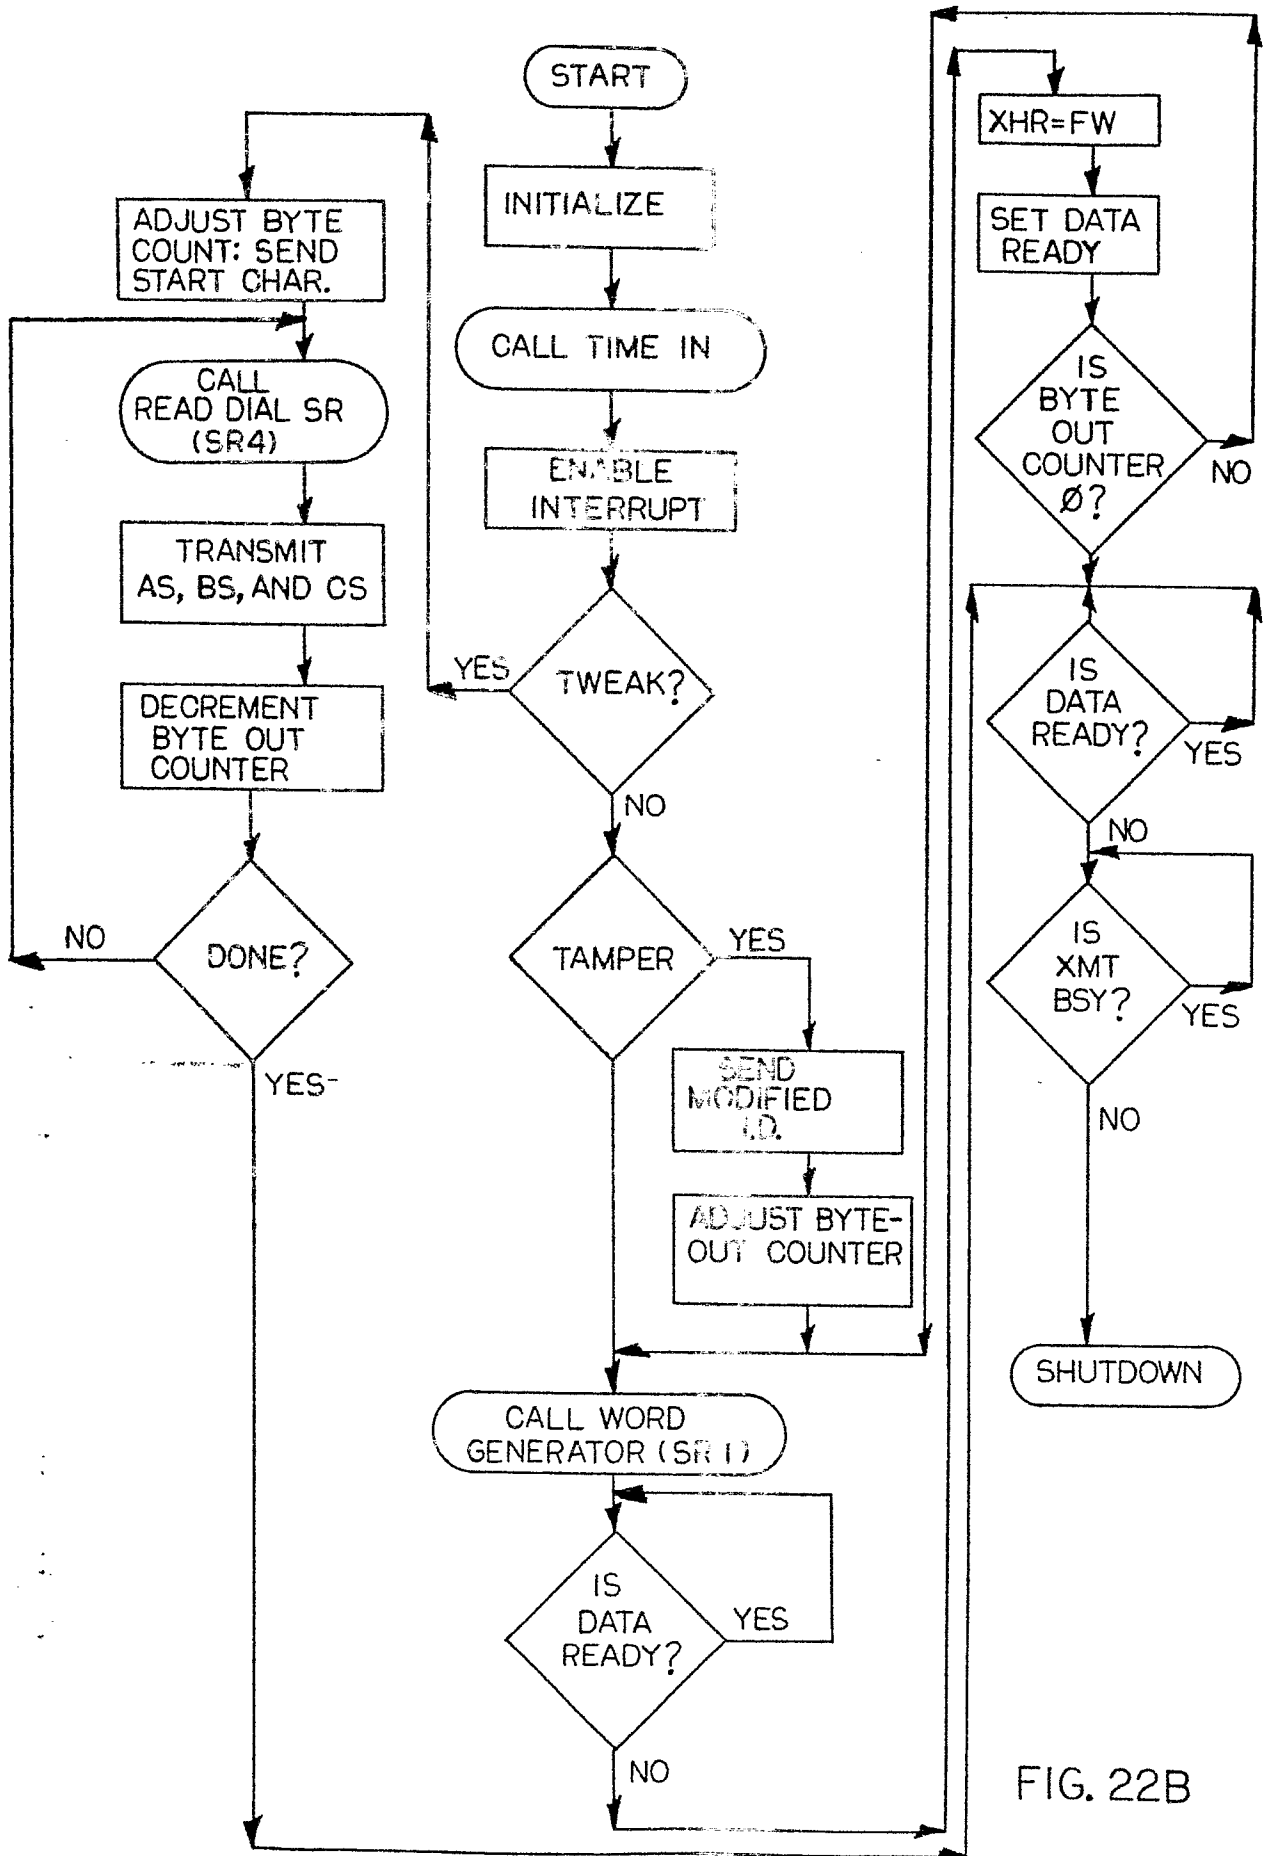 START
INITIALIZE
CALL TIME IN
ENABLE
INTERRUPT
TWEAK?
YES
NO
ADJUST BYTE
COUNT: SEND
START CHAR.
CALL
READ DIAL SR
(SR4)
TRANSMIT
AS, BS, AND CS
DECREMENT
BYTE OUT
COUNTER
DONE?
NO
YES
TAMPER
YES
SEND
MODIFIED
I.D.
ADJUST BYTE-
OUT COUNTER
CALL WORD
GENERATOR (SR1)
IS
DATA
READY?
YES
NO
XHR=FW
SET DATA
READY
IS
BYTE
OUT
COUNTER
Ø?
NO
IS
DATA
READY?
YES
NO
IS
XMT
BSY?
YES
NO
SHUTDOWN
FIG. 22B